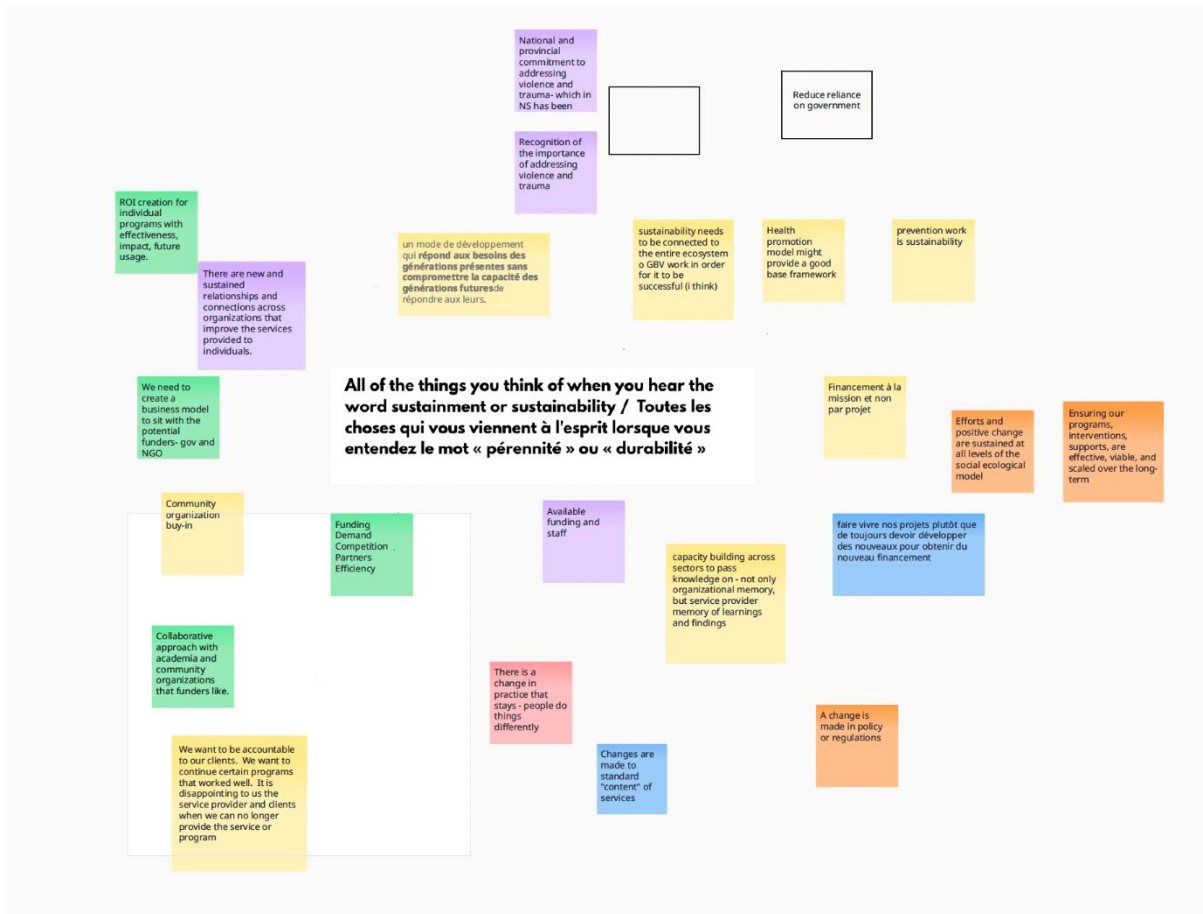 National and
provincial
commitment to
addressing
violence and
trauma- which in
NS has been
Reduce reliance
on government
Recognition of
the importance
of addressing
violence and
trauma
ROI creation for
individual
programs with
effectiveness,
impact, future
usage.
There are new and
sustained
relationships and
connections across
organizations that
improve the services
provided to
individuals.
un mode de développement
qui répond aux besoins des
générations présentes sans
compromettre la capacité des
générations futuresde
répondre aux leurs.
sustainability needs
to be connected to
the entire ecosystem
o GBV work in order
for it to be
successful (i think)
Health
promotion
model might
provide a good
base framework
prevention work
is sustainability
We need to
create a
business model
to sit with the
potential
funders- gov and
NGO
All of the things you think of when you hear the
word sustainment or sustainability / Toutes les
choses qui vous viennent à l'esprit lorsque vous
entendez le mot « pérennité » ou « durabilité »
Financement à la
mission et non
par projet
Efforts and
positive change
are sustained at
all levels of the
social ecological
model
Ensuring our
programs,
interventions,
supports, are
effective, viable, and
scaled over the long-
term
Community
organization
buy-in
Funding
Demand
Competition
Partners
Efficiency
Available
funding and
staff
capacity building across
sectors to pass
knowledge on - not only
organizational memory,
but service provider
memory of learnings
and findings
faire vivre nos projets plutôt que
de toujours devoir développer
des nouveaux pour obtenir du
nouveau financement
Collaborative
approach with
academia and
community
organizations
that funders like.
There is a
change in
practice that
stays - people do
things
differently
A change is
made in policy
or regulations
We want to be accountable
to our clients. We want to
continue certain programs
that worked well. It is
disappointing to us the
service provider and clients
when we can no longer
provide the service or
program
Changes are
made to
standard
"content" of
services